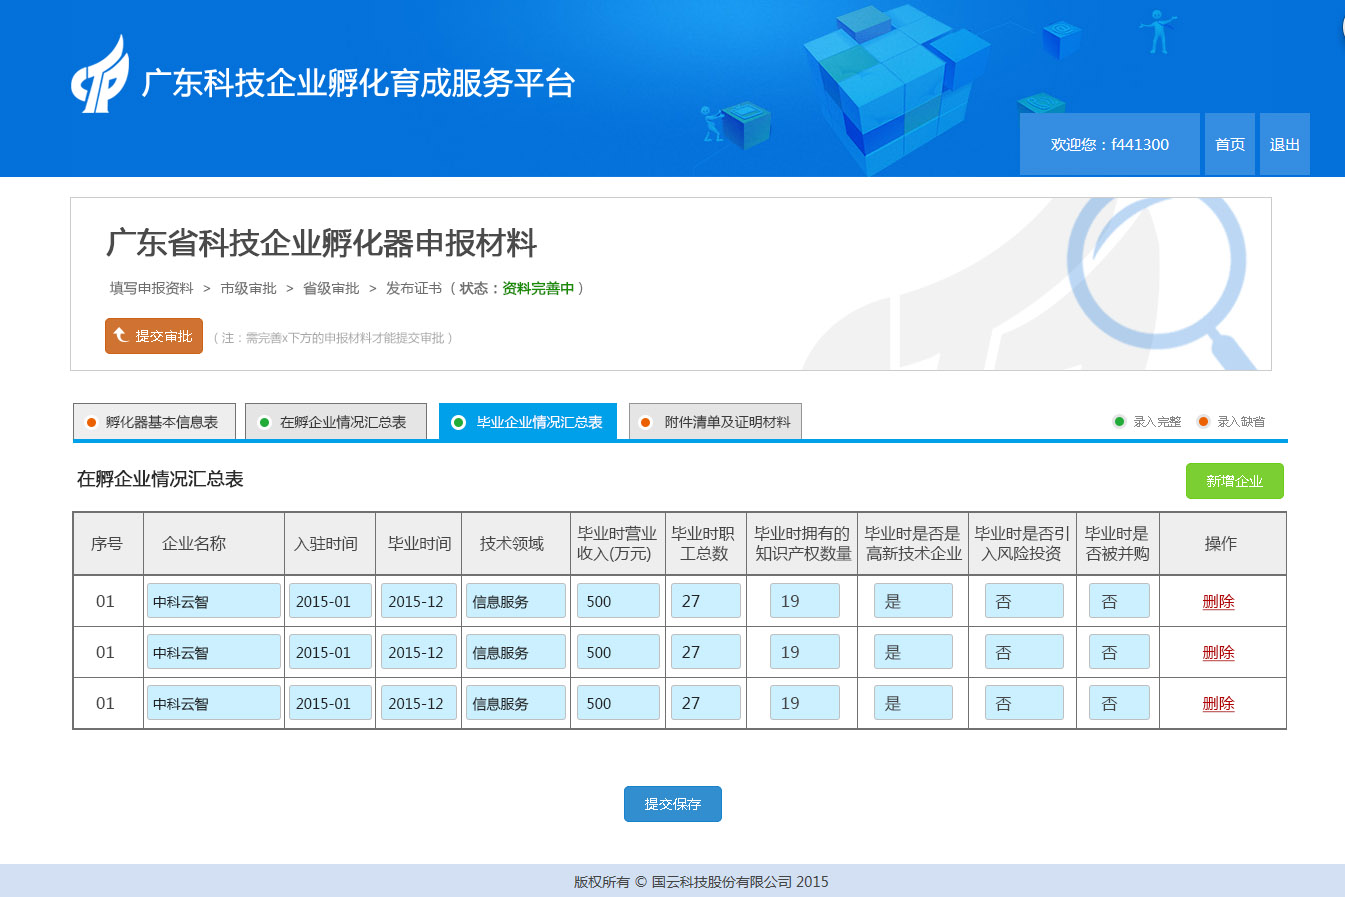 广东科技企业孵化育成服务平台
欢迎您：f441300 首页 退出
广东省科技企业孵化器申报材料
填写申报资料 > 市级审批 > 省级审批 > 发布证书（ 状态：资料完善中 ）
提交审批 （ 注：需完善x下方的申报材料才能提交审批 ）
孵化器基本信息表 在孵企业情况汇总表 毕业企业情况汇总表 附件清单及证明材料 录入完整 录入缺省
在孵企业情况汇总表 新增企业
序号 企业名称 入驻时间 毕业时间 技术领域 毕业时营业收入(万元) 毕业时职工总数 毕业时拥有的知识产权数量 毕业时是否是高新技术企业 毕业时是否引入风险投资 毕业时是否被并购 操作
01 中科云智 2015-01 2015-12 信息服务 500 27 19 是 否 否 删除
01 中科云智 2015-01 2015-12 信息服务 500 27 19 是 否 否 删除
01 中科云智 2015-01 2015-12 信息服务 500 27 19 是 否 否 删除
提交保存
版权所有 © 国云科技股份有限公司 2015